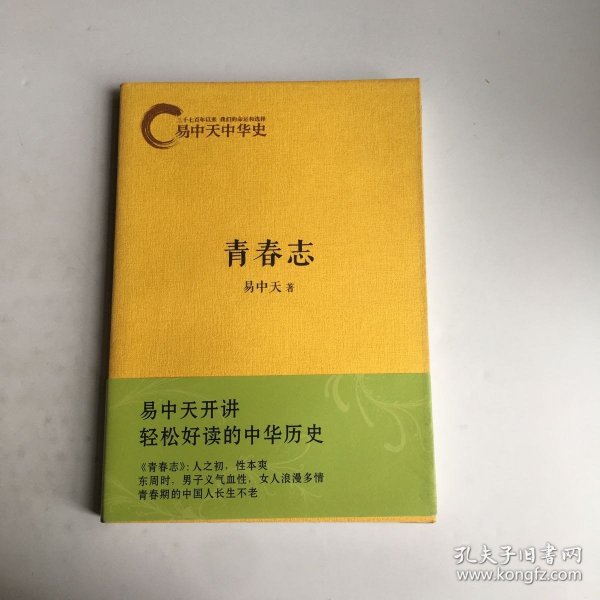 三千七百年以来 我们的命运和选择
易中天中华史
青春志
易中天 著
易中天开讲
轻松好读的中华历史
《青春志》：人之初，性本爽
东周时，男子义气血性，女人浪漫多情
青春期的中国人长生不老
孔夫子旧书网
www.kongfz.com